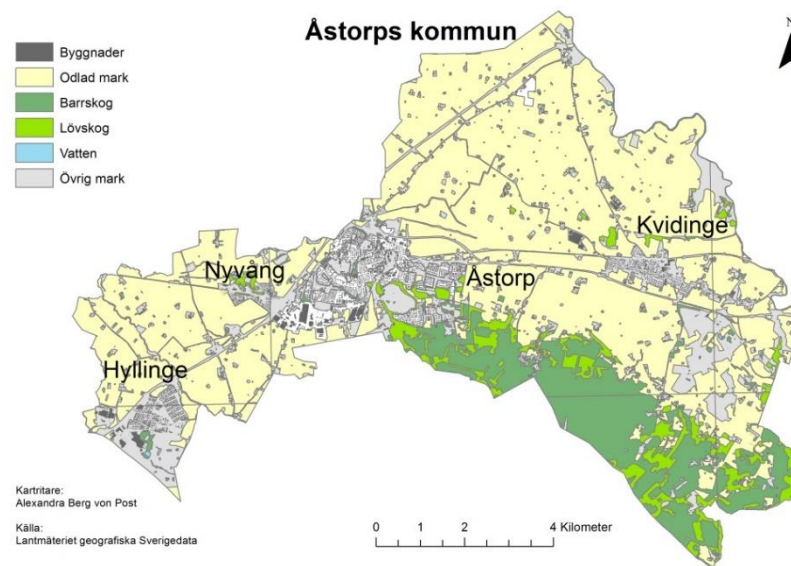 Åstorps kommun
N
Byggnader
Odlad mark
Barrskog
Lövskog
Vatten
Övrig mark
Kvidinge
Nyvång
Åstorp
Hyllinge
Kartritare:
Alexandra Berg von Post
Källa:
Lantmäteriet geografiska Sverigedata
0 1 2 4 Kilometer